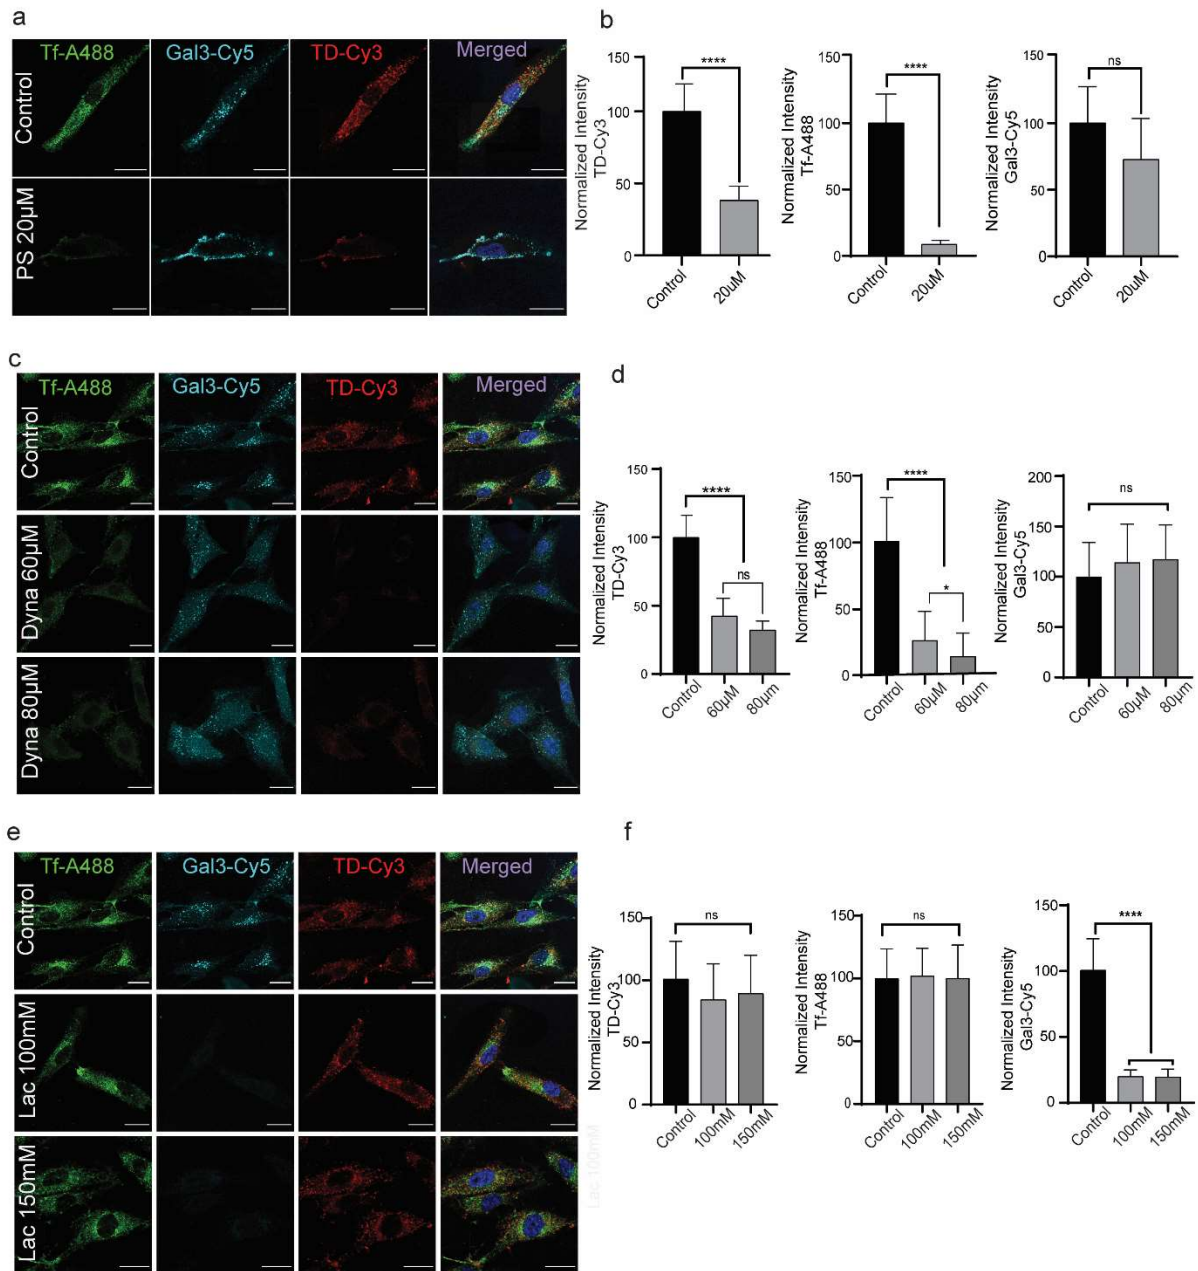 a
Tf-A488 Gal3-Cy5 TD-Cy3 Merged
Control
PS 20µM
b
Normalized Intensity
TD-Cy3
150
100
50
0
****
Control 20uM
Normalized Intensity
Tf-A488
150
100
50
0
****
Control 20uM
Normalized Intensity
Gal3-Cy5
150
100
50
0
ns
Control 20uM
c
Tf-A488 Gal3-Cy5 TD-Cy3 Merged
Control
Dyna 60µM
Dyna 80µM
d
Normalized Intensity
TD-Cy3
150
100
50
0
****
ns
Control 60µM 80µm
Normalized Intensity
Tf-A488
150
100
50
0
****
*
Control 60µM 80µm
Normalized Intensity
Gal3-Cy5
200
150
100
50
0
ns
Control 60µM 80µm
e
Tf-A488 Gal3-Cy5 TD-Cy3 Merged
Control
Lac 100mM
Lac 150mM
Lac 100mM
f
Normalized Intensity
TD-Cy3
150
100
50
0
ns
Control 100mM 150mM
Normalized Intensity
Tf-A488
150
100
50
0
ns
Control 100mM 150mM
Normalized Intensity
Gal3-Cy5
150
100
50
0
****
Control 100mM 150mM